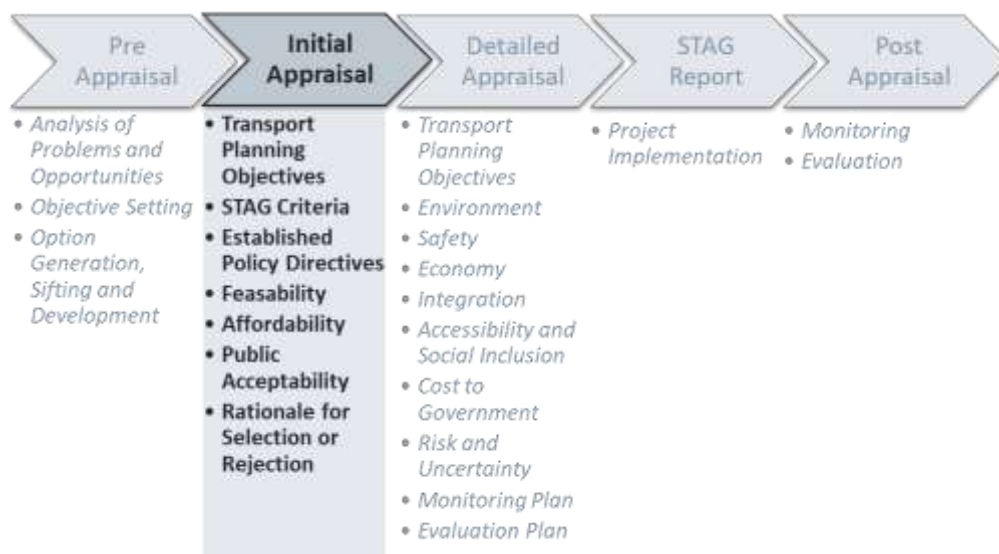 Pre
Appraisal
Initial
Appraisal
Detailed
Appraisal
STAG
Report
Post
Appraisal
• Analysis of
Problems and
Opportunities
• Objective Setting
• Option
Generation,
Sifting and
Development
• Transport
Planning
Objectives
• STAG Criteria
• Established
Policy Directives
• Feasability
• Affordability
• Public
Acceptability
• Rationale for
Selection or
Rejection
• Transport
Planning
Objectives
• Environment
• Safety
• Economy
• Integration
• Accessibility and
Social Inclusion
• Cost to
Government
• Risk and
Uncertainty
• Monitoring Plan
• Evaluation Plan
• Project
Implementation
• Monitoring
• Evaluation